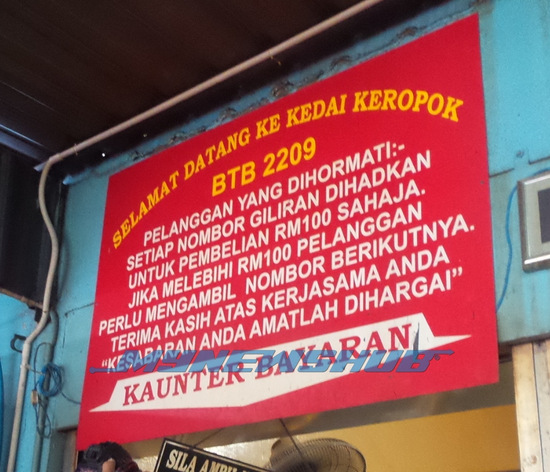 SELAMAT DATANG KE KEDAI KEROPOK
BTB 2209
PELANGGAN YANG DIHORMATI:-
SETIAP NOMBOR GILIRAN DIHADKAN
UNTUK PEMBELIAN RM100 SAHAJA.
JIKA MELEBIHI RM100 PELANGGAN
PERLU MENGAMBIL NOMBOR BERIKUTNYA.
TERIMA KASIH ATAS KERJASAMA ANDA
“KESABARAN ANDA AMATLAH DIHARGAI”
MYNEWSHUB
KAUNTER BAYARAN
SILA